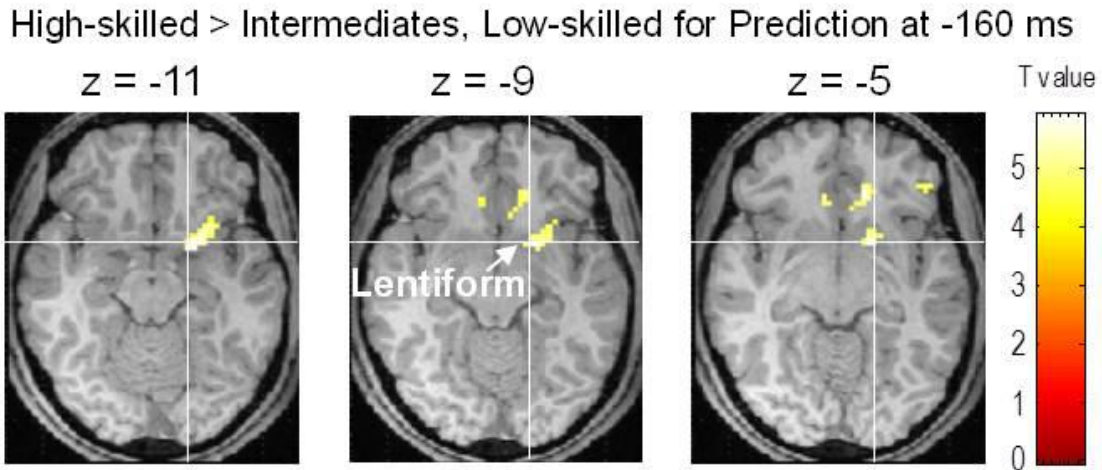 High-skilled > Intermediates, Low-skilled for Prediction at -160 ms
z = -11
z = -9
z = -5
T value
5
4
3
2
1
0
Lentiform